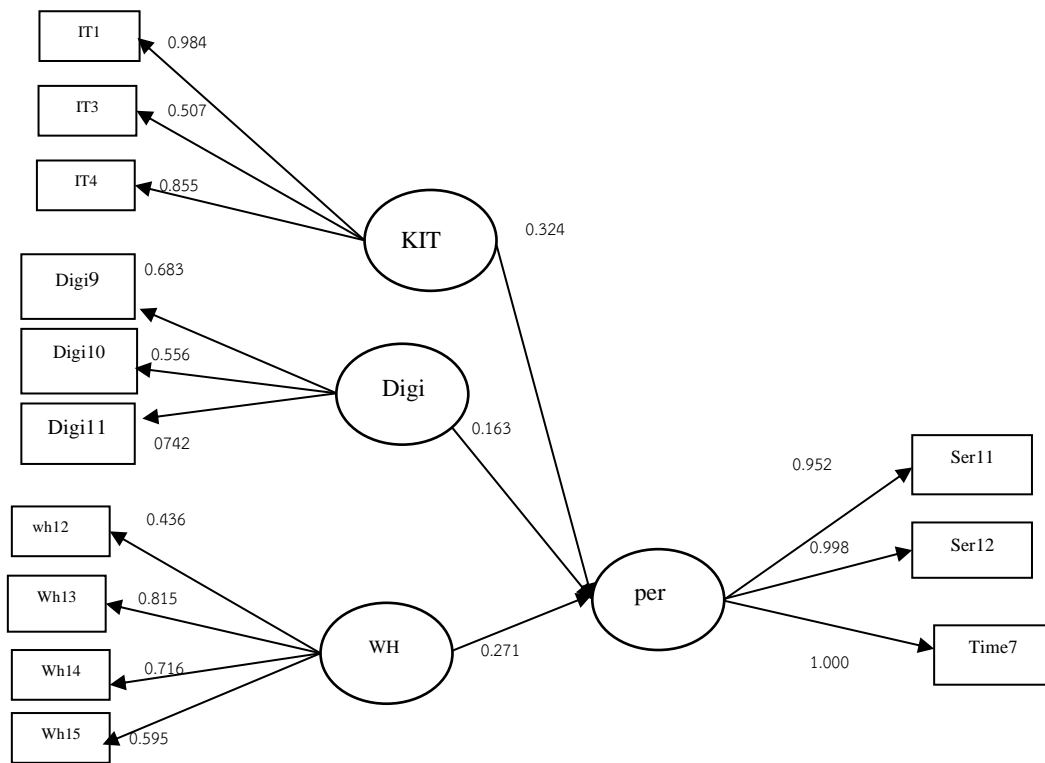 IT1
0.984
IT3
0.507
IT4
0.855
KIT
0.324
Digi9
0.683
Digi10
0.556
Digi11
0742
Digi
0.163
wh12
0.436
Wh13
0.815
Wh14
0.716
Wh15
0.595
WH
0.271
per
0.952
Ser11
0.998
Ser12
1.000
Time7